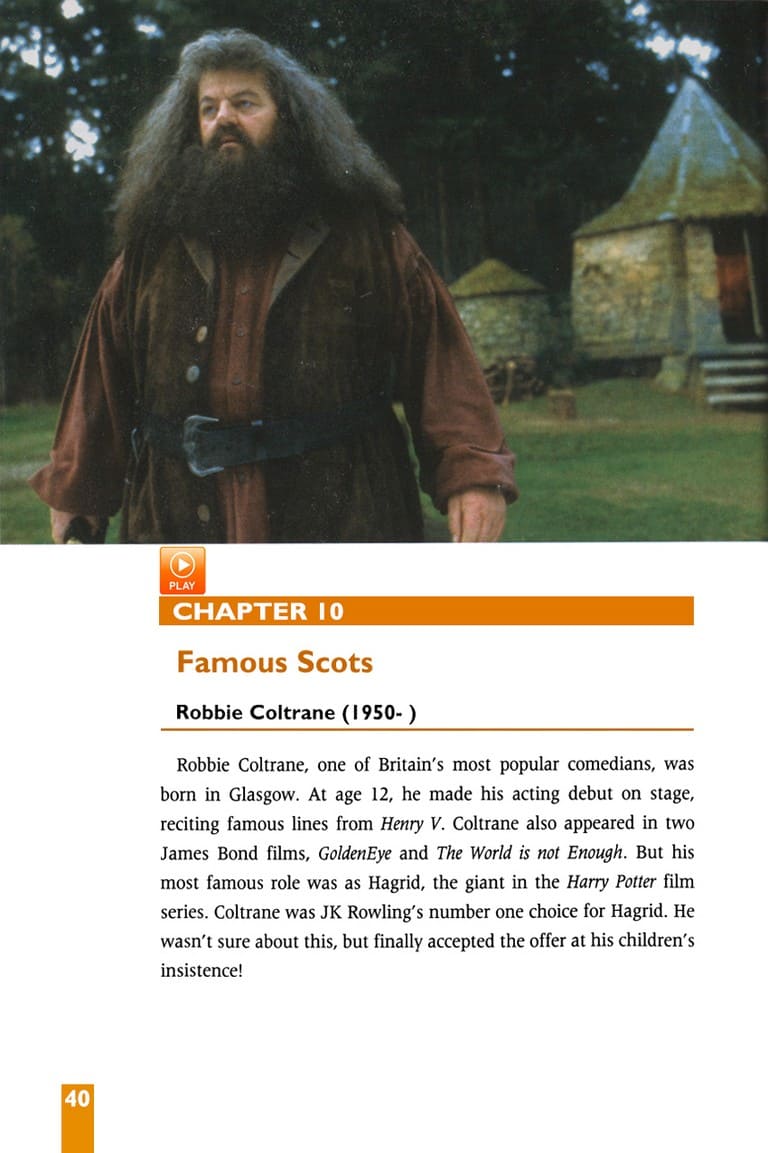 PLAY
CHAPTER 10
Famous Scots
Robbie Coltrane (1950- )
Robbie Coltrane, one of Britain's most popular comedians, was
born in Glasgow. At age 12, he made his acting debut on stage,
reciting famous lines from Henry V. Coltrane also appeared in two
James Bond films, GoldenEye and The World is not Enough. But his
most famous role was as Hagrid, the giant in the Harry Potter film
series. Coltrane was JK Rowling's number one choice for Hagrid. He
wasn't sure about this, but finally accepted the offer at his children's
insistence!
40